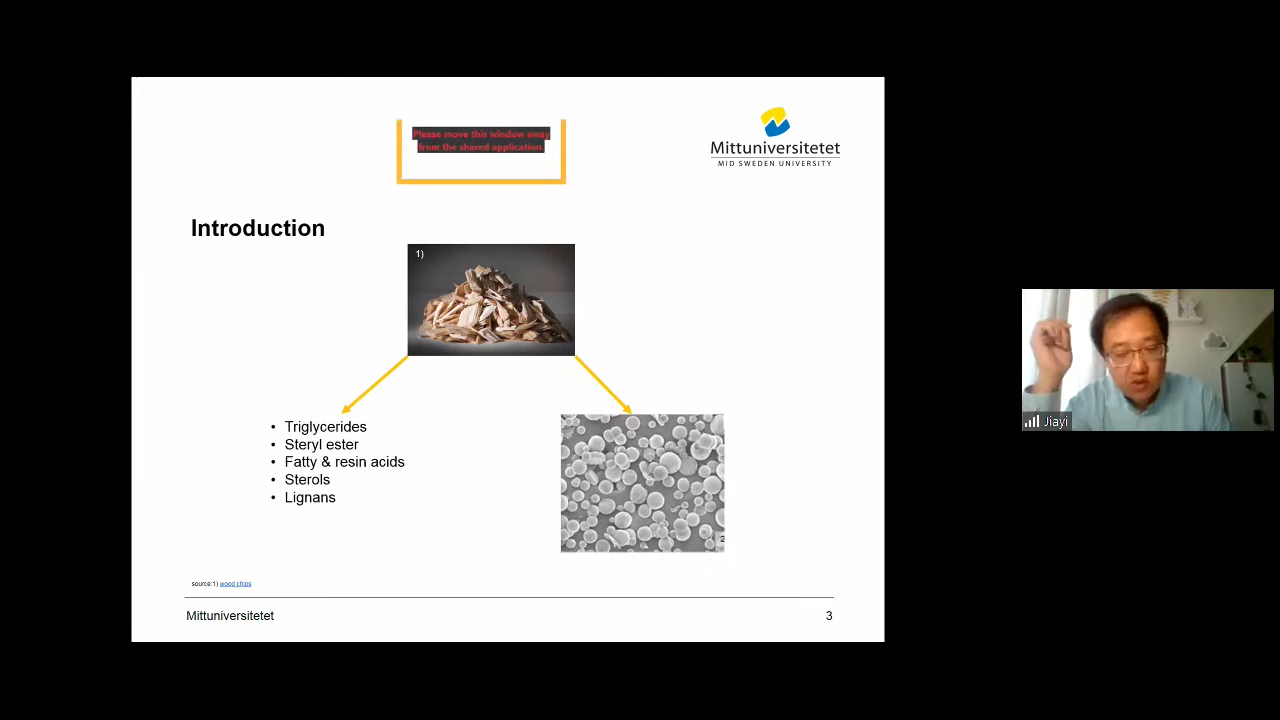 Please move this window away
from the shared application.
Mittuniversitetet
MID SWEDEN UNIVERSITY
Introduction
1)
• Triglycerides
• Steryl ester
• Fatty & resin acids
• Sterols
• Lignans
2
source:1) wood chips
Mittuniversitetet
3
Jiayi